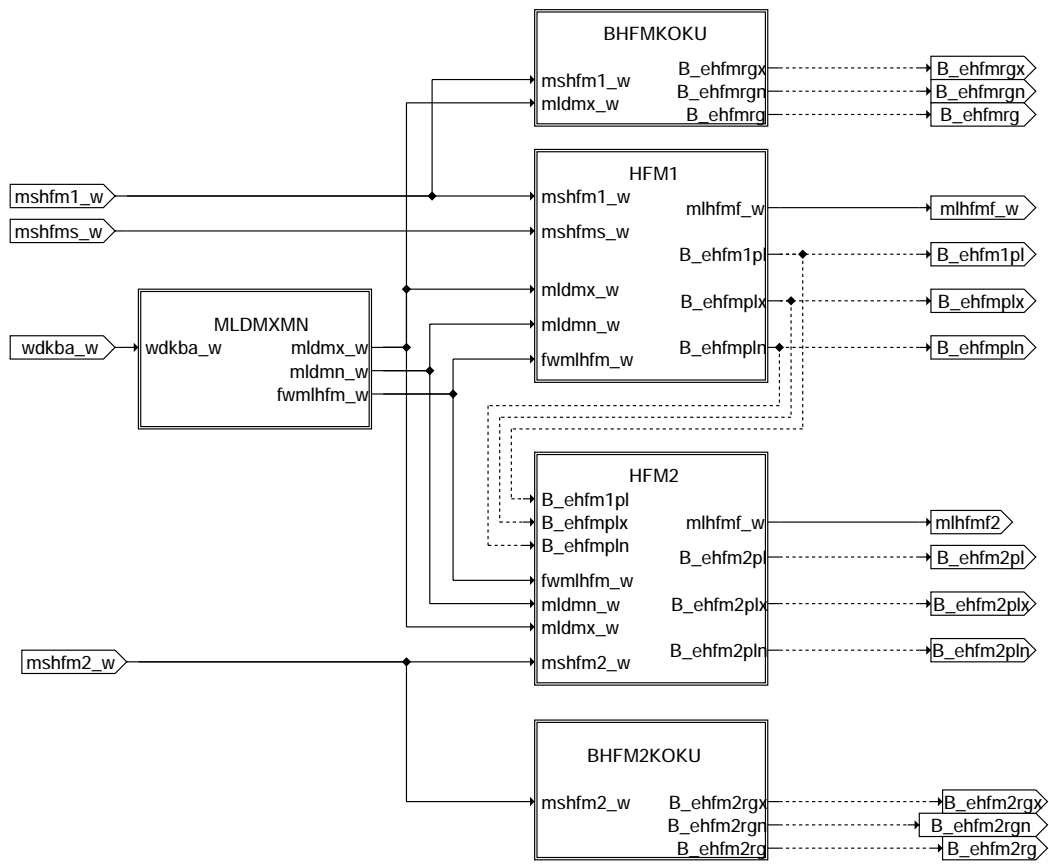 BHFMKOKU
mshfm1_w
mldmx_w
B_ehfmrgx
B_ehfmrgn
B_ehfmrg
B_ehfmrgx
B_ehfmrgn
B_ehfmrg
mshfm1_w
mshfms_w
HFM1
mshfm1_w
mshfms_w
mldmx_w
mldmn_w
fwmlhfm_w
mlhfmf_w
B_ehfm1pl
B_ehfmplx
B_ehfmpln
mlhfmf_w
B_ehfm1pl
B_ehfmplx
B_ehfmpln
wdkba_w
MLDMXMN
wdkba_w
mldmx_w
mldmn_w
fwmlhfm_w
HFM2
B_ehfm1pl
B_ehfmplx
B_ehfmpln
fwmlhfm_w
mldmn_w
mldmx_w
mshfm2_w
mlhfmf_w
B_ehfm2pl
B_ehfm2plx
B_ehfm2pln
mlhfmf2
B_ehfm2pl
B_ehfm2plx
B_ehfm2pln
mshfm2_w
BHFM2KOKU
mshfm2_w
B_ehfm2rgx
B_ehfm2rgn
B_ehfm2rg
B_ehfm2rgx
B_ehfm2rgn
B_ehfm2rg